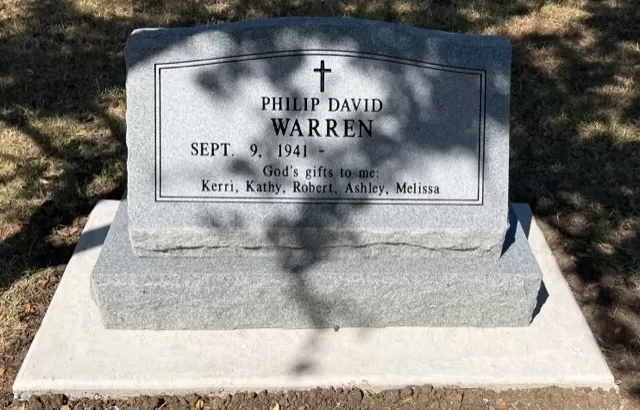 PHILIP DAVID
WARREN
SEPT. 9, 1941 -
God's gifts to me:
Kerri, Kathy, Robert, Ashley, Melissa